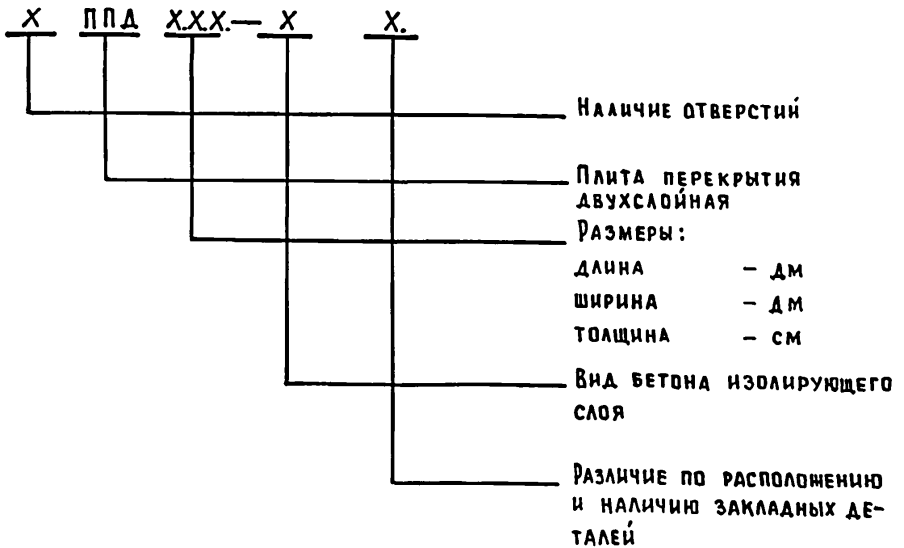 X ППД X.X.X.— X X.
Наличие отверстий
Плита перекрытия
двухслойная
Размеры:
длина – дм
ширина – дм
толщина – см
Вид бетона изолирующего
слоя
Различие по расположению
и наличию закладных де-
талей